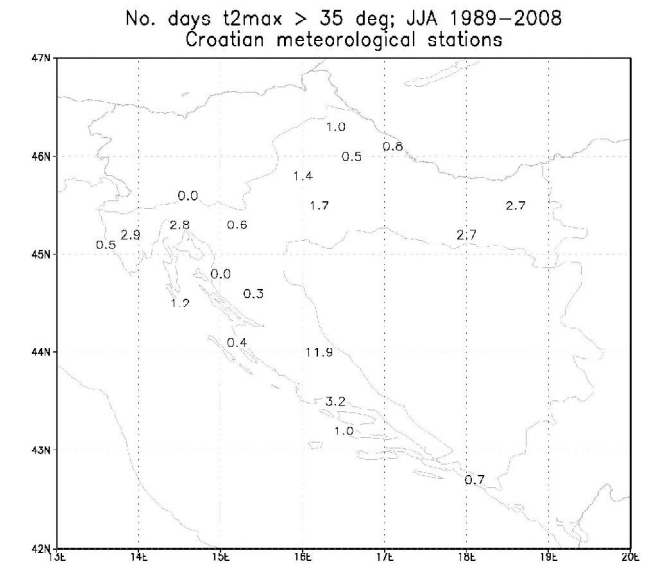 No. days t2max > 35 deg; JJA 1989–2008
Croatian meteorological stations
47N
1.0
46N
0.5
0.8
1.4
0.0
1.7
2.7
2.9
2.8
0.6
2.7
0.5
45N
0.0
0.3
1.2
0.4
44N
11.9
3.2
1.0
43N
0.7
42N
13E 14E 15E 16E 17E 18E 19E 20E